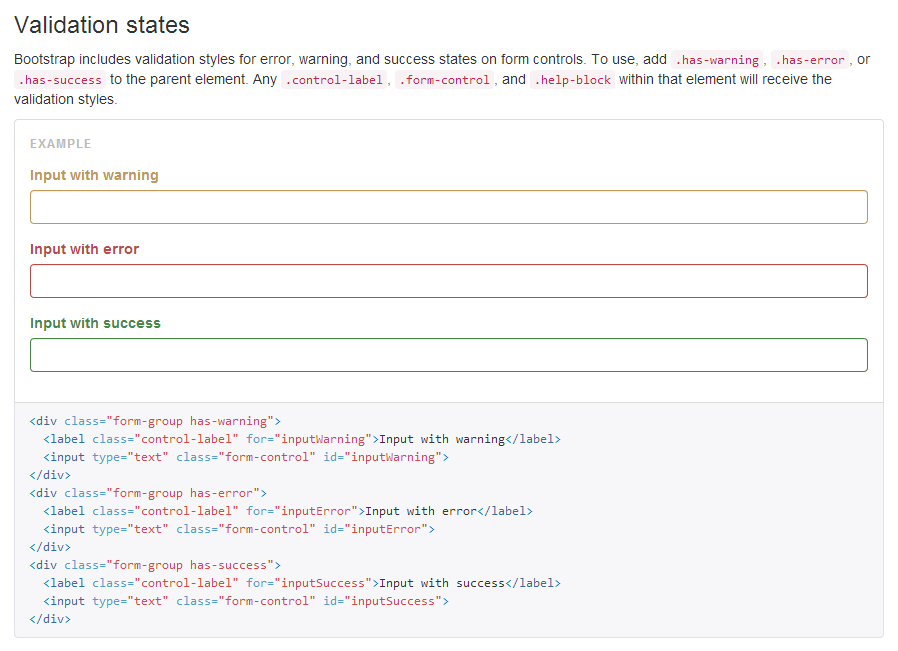 Validation states
Bootstrap includes validation styles for error, warning, and success states on form controls. To use, add .has-warning , .has-error , or
.has-success to the parent element. Any .control-label , .form-control , and .help-block within that element will receive the
validation styles.
EXAMPLE
Input with warning
Input with error
Input with success
<div class="form-group has-warning">
  <label class="control-label" for="inputWarning">Input with warning</label>
  <input type="text" class="form-control" id="inputWarning">
</div>
<div class="form-group has-error">
  <label class="control-label" for="inputError">Input with error</label>
  <input type="text" class="form-control" id="inputError">
</div>
<div class="form-group has-success">
  <label class="control-label" for="inputSuccess">Input with success</label>
  <input type="text" class="form-control" id="inputSuccess">
</div>